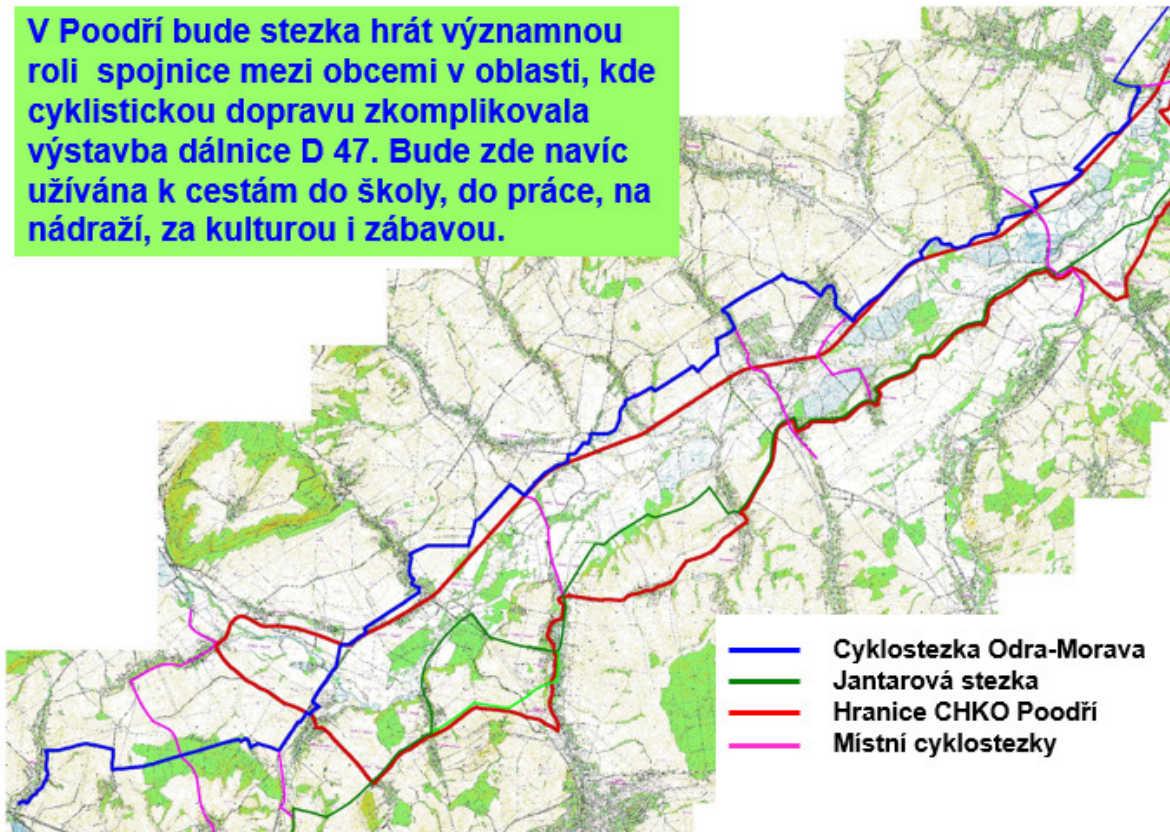 V Poodří bude stezka hrát významnou
roli spojnice mezi obcemi v oblasti, kde
cyklistickou dopravu zkomplikovala
výstavba dálnice D 47. Bude zde navíc
užívána k cestám do školy, do práce, na
nádraží, za kulturou i zábavou.
Cyklostezka Odra-Morava
Jantarová stezka
Hranice CHKO Poodří
Místní cyklostezky